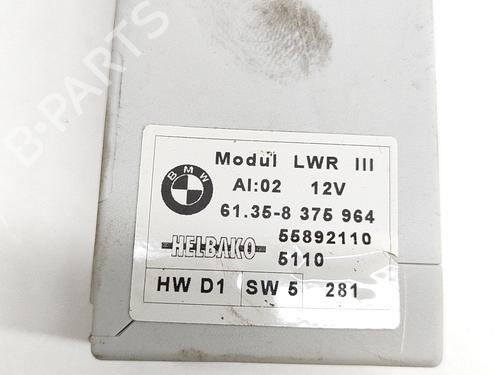 B-PARTS
Modul LWR III
BMW
AI:02 12V
61.35-8 375 964
55892110
HELBAKO
5110
HW D1 SW 5 281